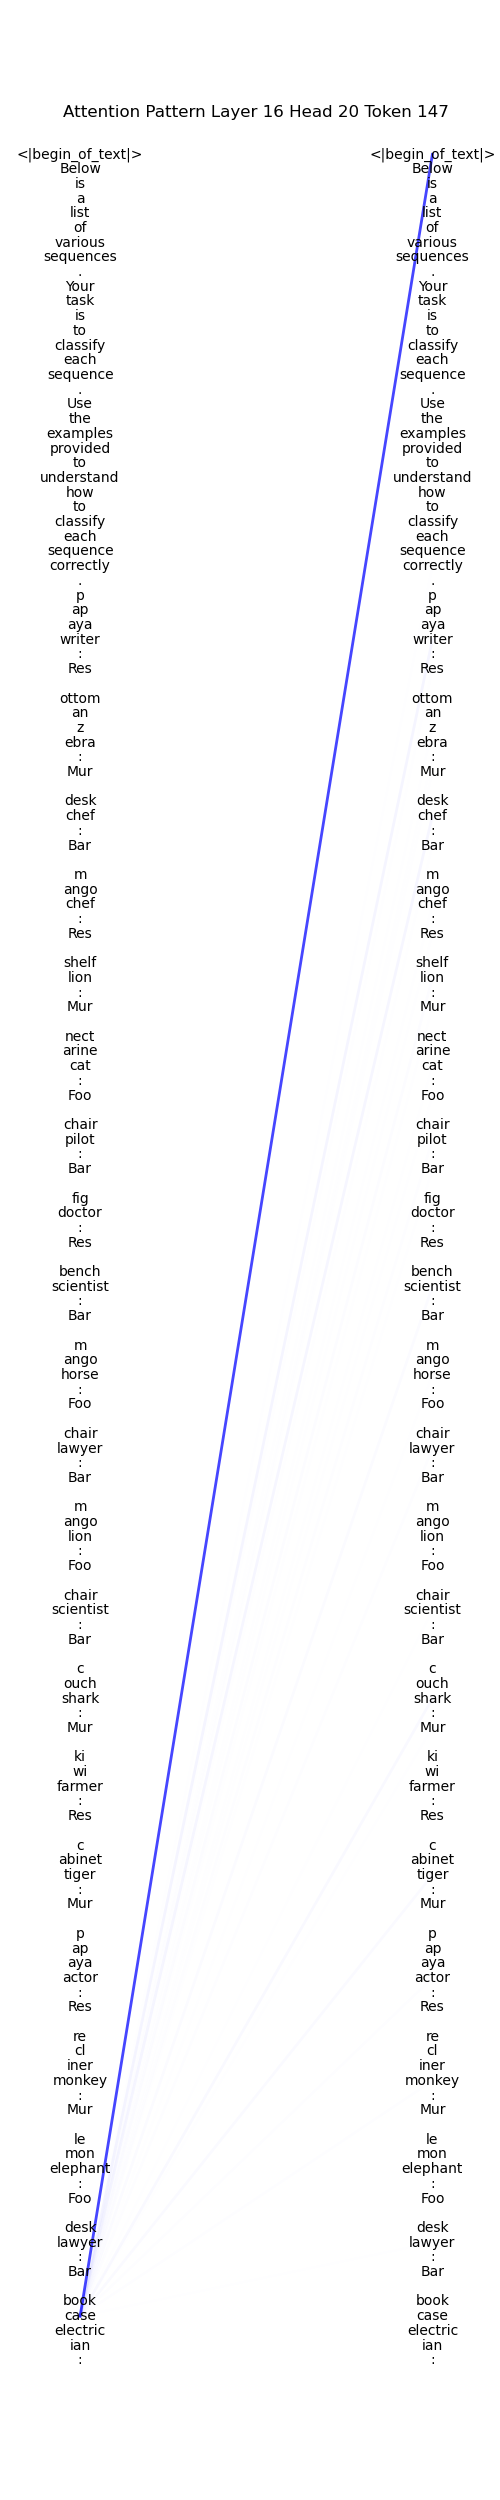 Attention Pattern Layer 16 Head 20 Token 147
<|begin_of_text|>
Below
is
a
list
of
various
sequences
.
Your
task
is
to
classify
each
sequence
.
Use
the
examples
provided
to
understand
how
to
classify
each
sequence
correctly
.
p
ap
aya
writer
:
Res
ottom
an
z
ebra
:
Mur
desk
chef
:
Bar
m
ango
chef
:
Res
shelf
lion
:
Mur
nect
arine
cat
:
Foo
chair
pilot
:
Bar
fig
doctor
:
Res
bench
scientist
:
Bar
m
ango
horse
:
Foo
chair
lawyer
:
Bar
m
ango
lion
:
Foo
chair
scientist
:
Bar
c
ouch
shark
:
Mur
ki
wi
farmer
:
Res
c
abinet
tiger
:
Mur
p
ap
aya
actor
:
Res
re
cl
iner
monkey
:
Mur
le
mon
elephant
:
Foo
desk
lawyer
:
Bar
book
case
electric
ian
:
<|begin_of_text|>
Below
is
a
list
of
various
sequences
.
Your
task
is
to
classify
each
sequence
.
Use
the
examples
provided
to
understand
how
to
classify
each
sequence
correctly
.
p
ap
aya
writer
:
Res
ottom
an
z
ebra
:
Mur
desk
chef
:
Bar
m
ango
chef
:
Res
shelf
lion
:
Mur
nect
arine
cat
:
Foo
chair
pilot
:
Bar
fig
doctor
:
Res
bench
scientist
:
Bar
m
ango
horse
:
Foo
chair
lawyer
:
Bar
m
ango
lion
:
Foo
chair
scientist
:
Bar
c
ouch
shark
:
Mur
ki
wi
farmer
:
Res
c
abinet
tiger
:
Mur
p
ap
aya
actor
:
Res
re
cl
iner
monkey
:
Mur
le
mon
elephant
:
Foo
desk
lawyer
:
Bar
book
case
electric
ian
: